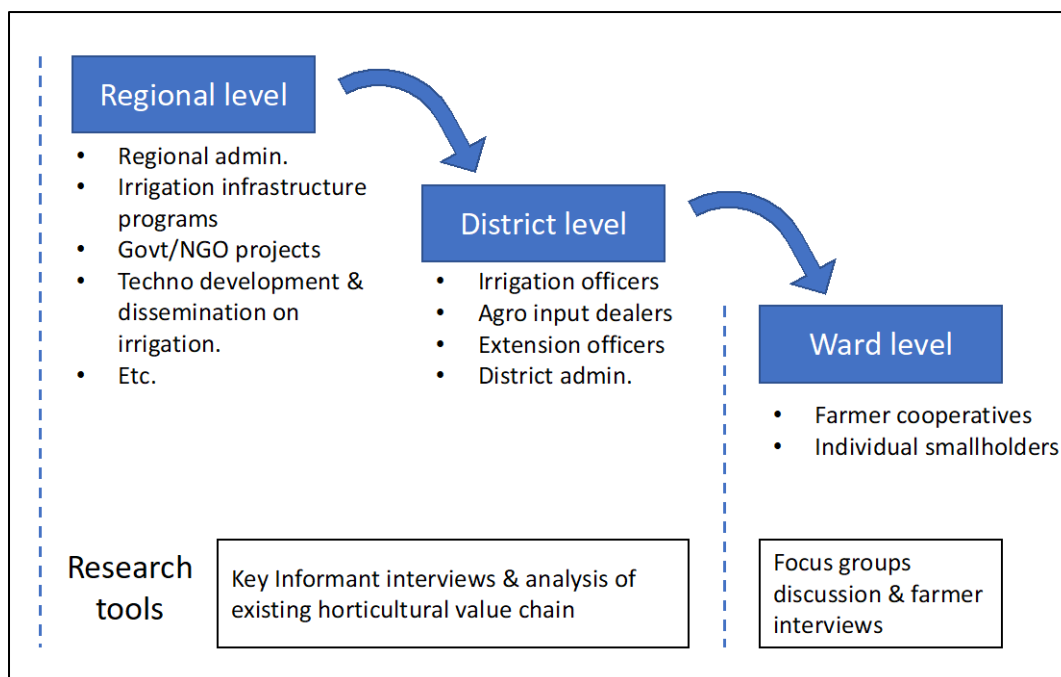 Regional level
• Regional admin.
• Irrigation infrastructure
programs
• Govt/NGO projects
• Techno development &
dissemination on
irrigation.
• Etc.
District level
• Irrigation officers
• Agro input dealers
• Extension officers
• District admin.
Ward level
• Farmer cooperatives
• Individual smallholders
Research
tools
Key Informant interviews & analysis of
existing horticultural value chain
Focus groups
discussion & farmer
interviews